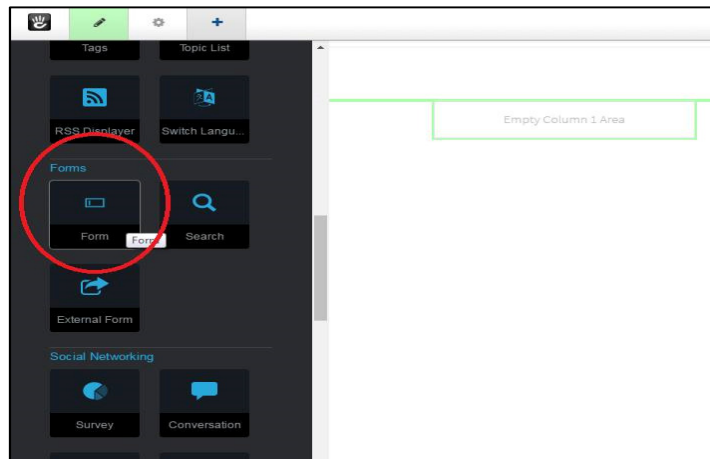 Tags Topic List
RSS Displayer Switch Langu...
Empty Column 1 Area
Forms
Form Form Search
External Form
Social Networking
Survey Conversation